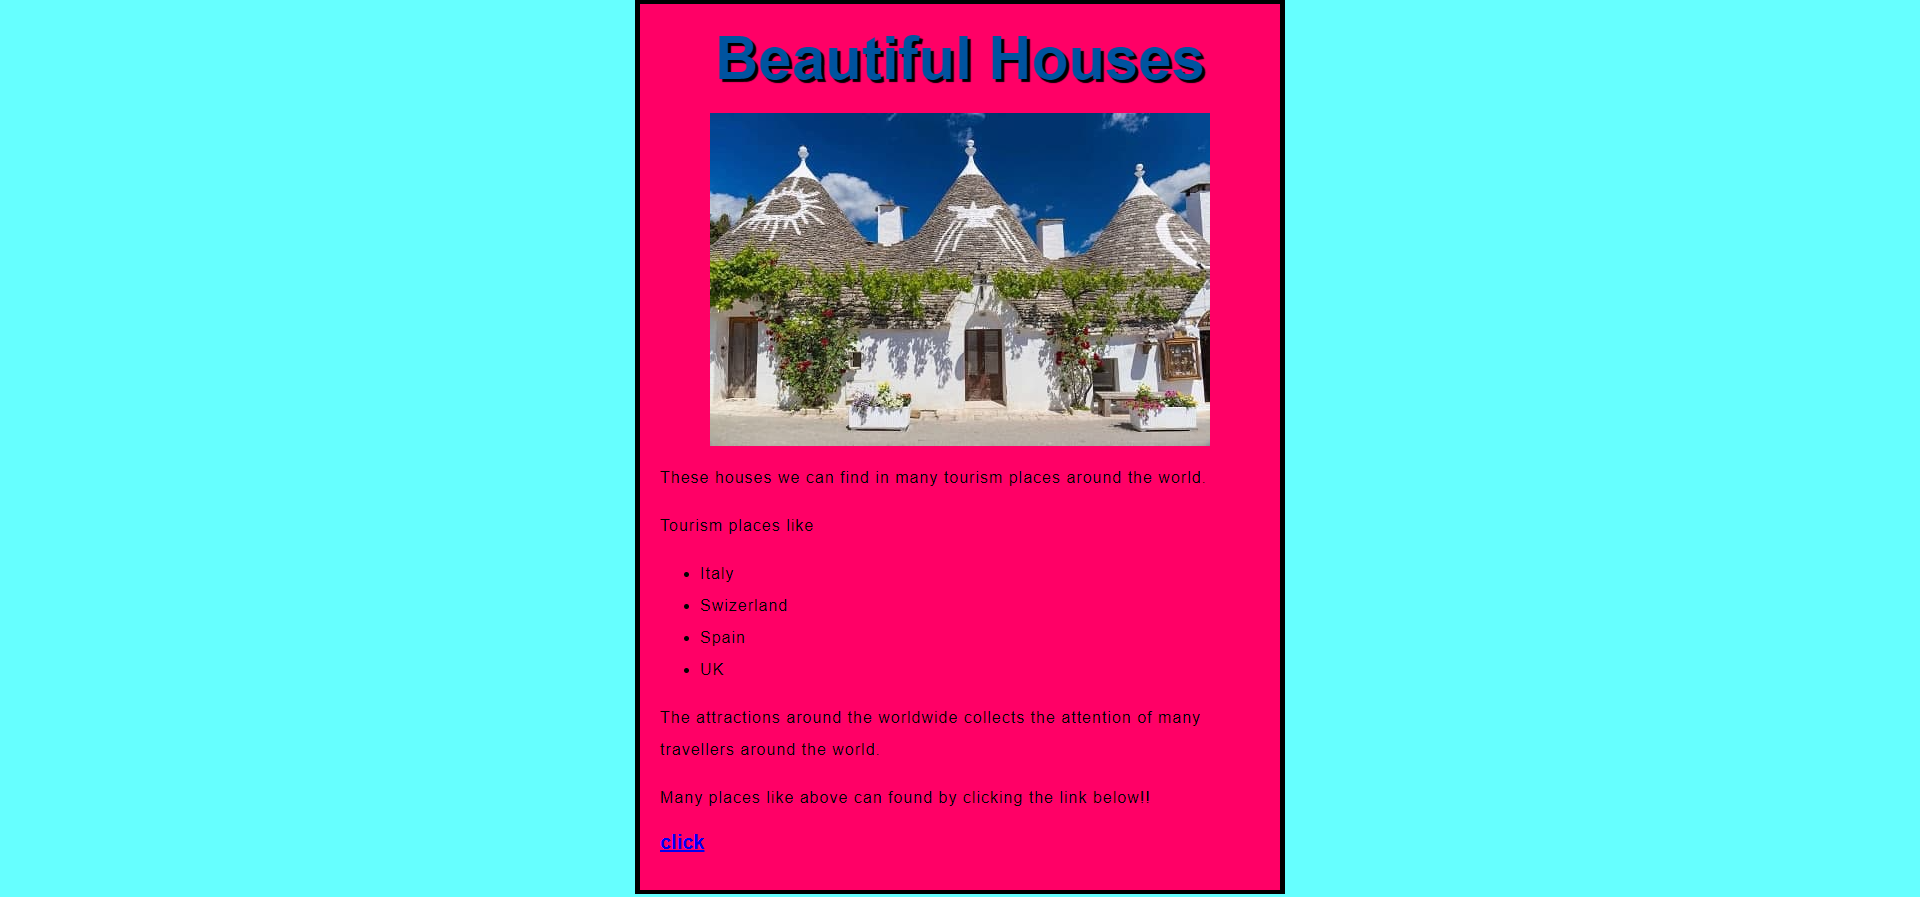 Beautiful Houses
These houses we can find in many tourism places around the world.
Tourism places like
Italy
Swizerland
Spain
UK
The attractions around the worldwide collects the attention of many
travellers around the world.
Many places like above can found by clicking the link below!!
click